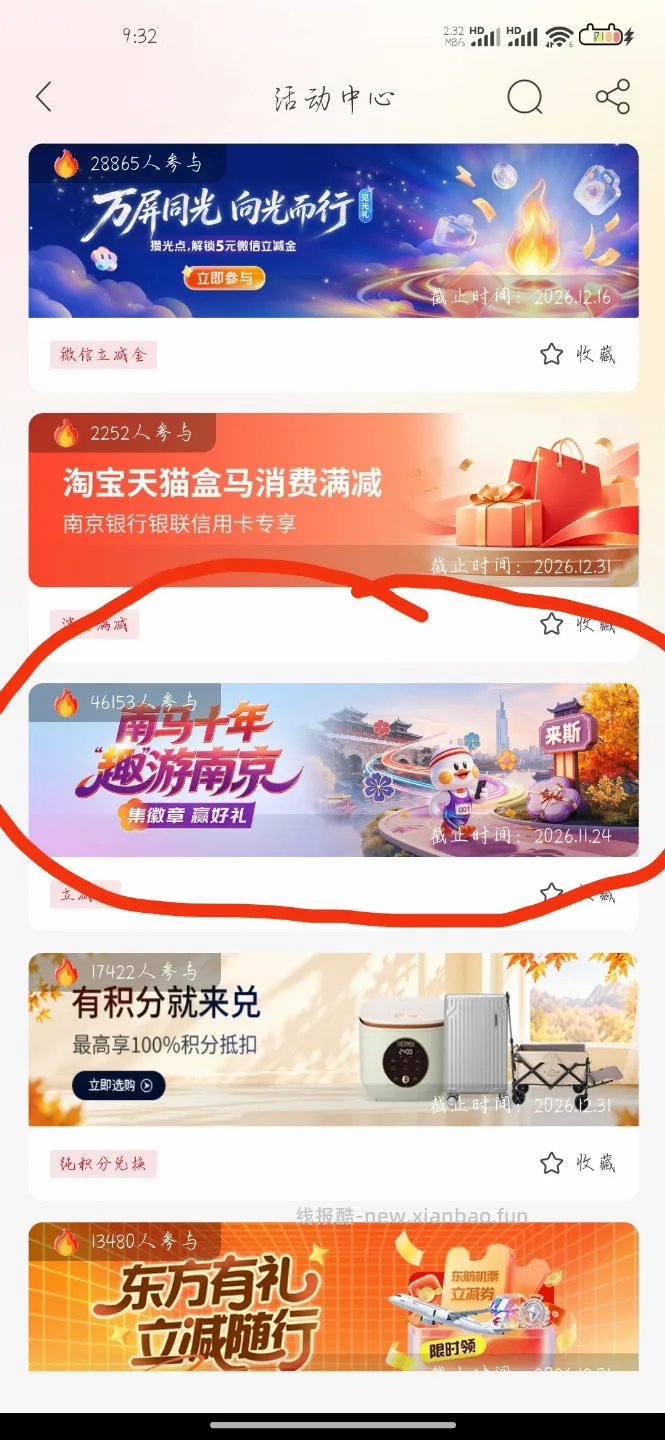 9:32
2.32 MB/s HD HD 6
活动中心
28865人参与
万屏同光 向光而行
见光礼
攒光点,解锁5元微信立减金
立即参与
截止时间：2026.12.16
微信立减金
收藏
2252人参与
淘宝天猫盒马消费满减
南京银行银联信用卡专享
截止时间：2026.12.31
满减
收藏
46153人参与
南马十年
“趣”游南京
集徽章 赢好礼
来斯
001
截止时间：2026.11.24
立减
收藏
17422人参与
有积分就来兑
最高享100%积分抵扣
立即选购
截止时间：2026.12.31
纯积分兑换
收藏
线报酷-new.xianbao.fun
13480人参与
东方有礼
立减随行
东航机票
立减券
限时领